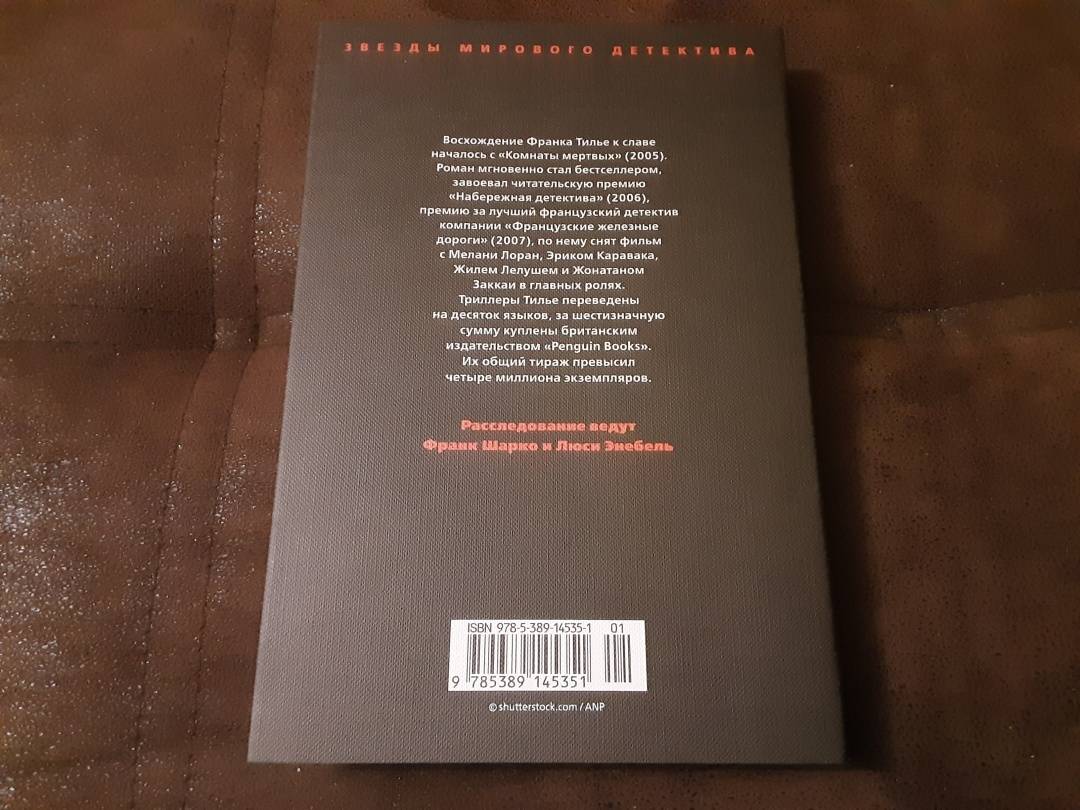 ЗВЕЗДЫ МИРОВОГО ДЕТЕКТИВА
Восхождение Франка Тилье к славе
началось с «Комнаты мертвых» (2005).
Роман мгновенно стал бестселлером,
завоевал читательскую премию
«Набережная детектива» (2006),
премию за лучший французский детектив
компании «Французские железные
дороги» (2007), по нему снят фильм
с Мелани Лоран, Эриком Каравака,
Жилем Лелушем и Жонатаном
Заккаи в главных ролях.
Триллеры Тилье переведены
на десяток языков, за шестизначную
сумму куплены британским
издательством «Penguin Books».
Их общий тираж превысил
четыре миллиона экземпляров.
Расследование ведут
Франк Шарко и Люси Энебель
ISBN 978-5-389-14535-1 01
9 785389 145351
© shutterstock.com / ANP